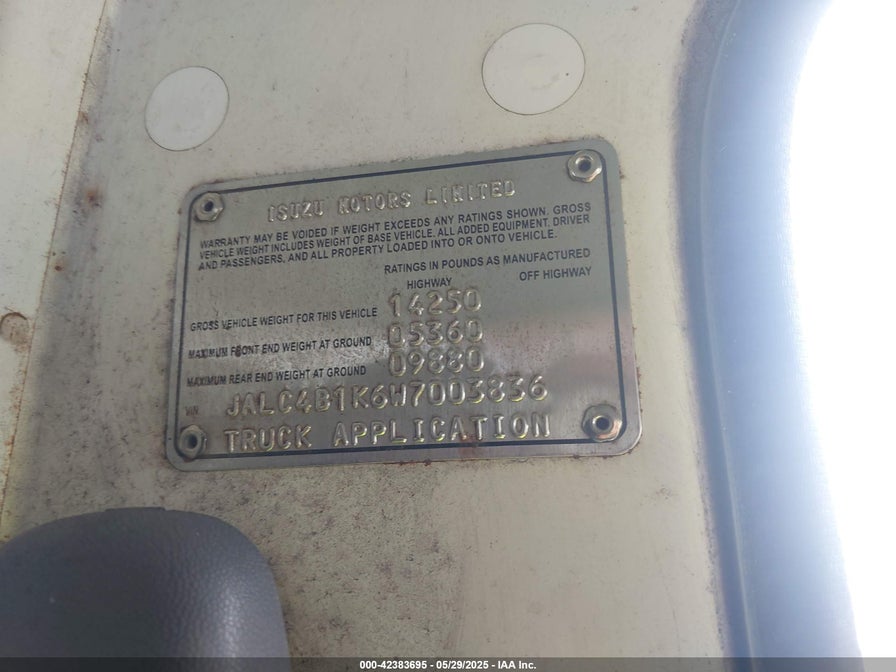 ISUZU MOTORS LIMITED
WARRANTY MAY BE VOIDED IF WEIGHT EXCEEDS ANY RATINGS SHOWN. GROSS
VEHICLE WEIGHT INCLUDES WEIGHT OF BASE VEHICLE. ALL ADDED EQUIPMENT. DRIVER
AND PASSENGERS, AND ALL PROPERTY LOADED INTO OR ONTO VEHICLE.
RATINGS IN POUNDS AS MANUFACTURED
HIGHWAY OFF HIGHWAY
GROSS VEHICLE WEIGHT FOR THIS VEHICLE 14250
MAXIMUM FRONT END WEIGHT AT GROUND 05360
MAXIMUM REAR END WEIGHT AT GROUND 09880
VIN JALC4B1K6W7003836
TRUCK APPLICATION
000-42383695 - 05/29/2025 - IAA Inc.